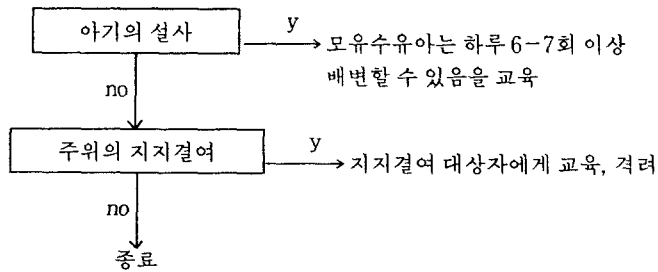 아기의 설사
y
모유수유아는 하루 6-7회 이상
배변할 수 있음을 교육
no
주위의 지지결여
y
지지결여 대상자에게 교육, 격려
no
종료